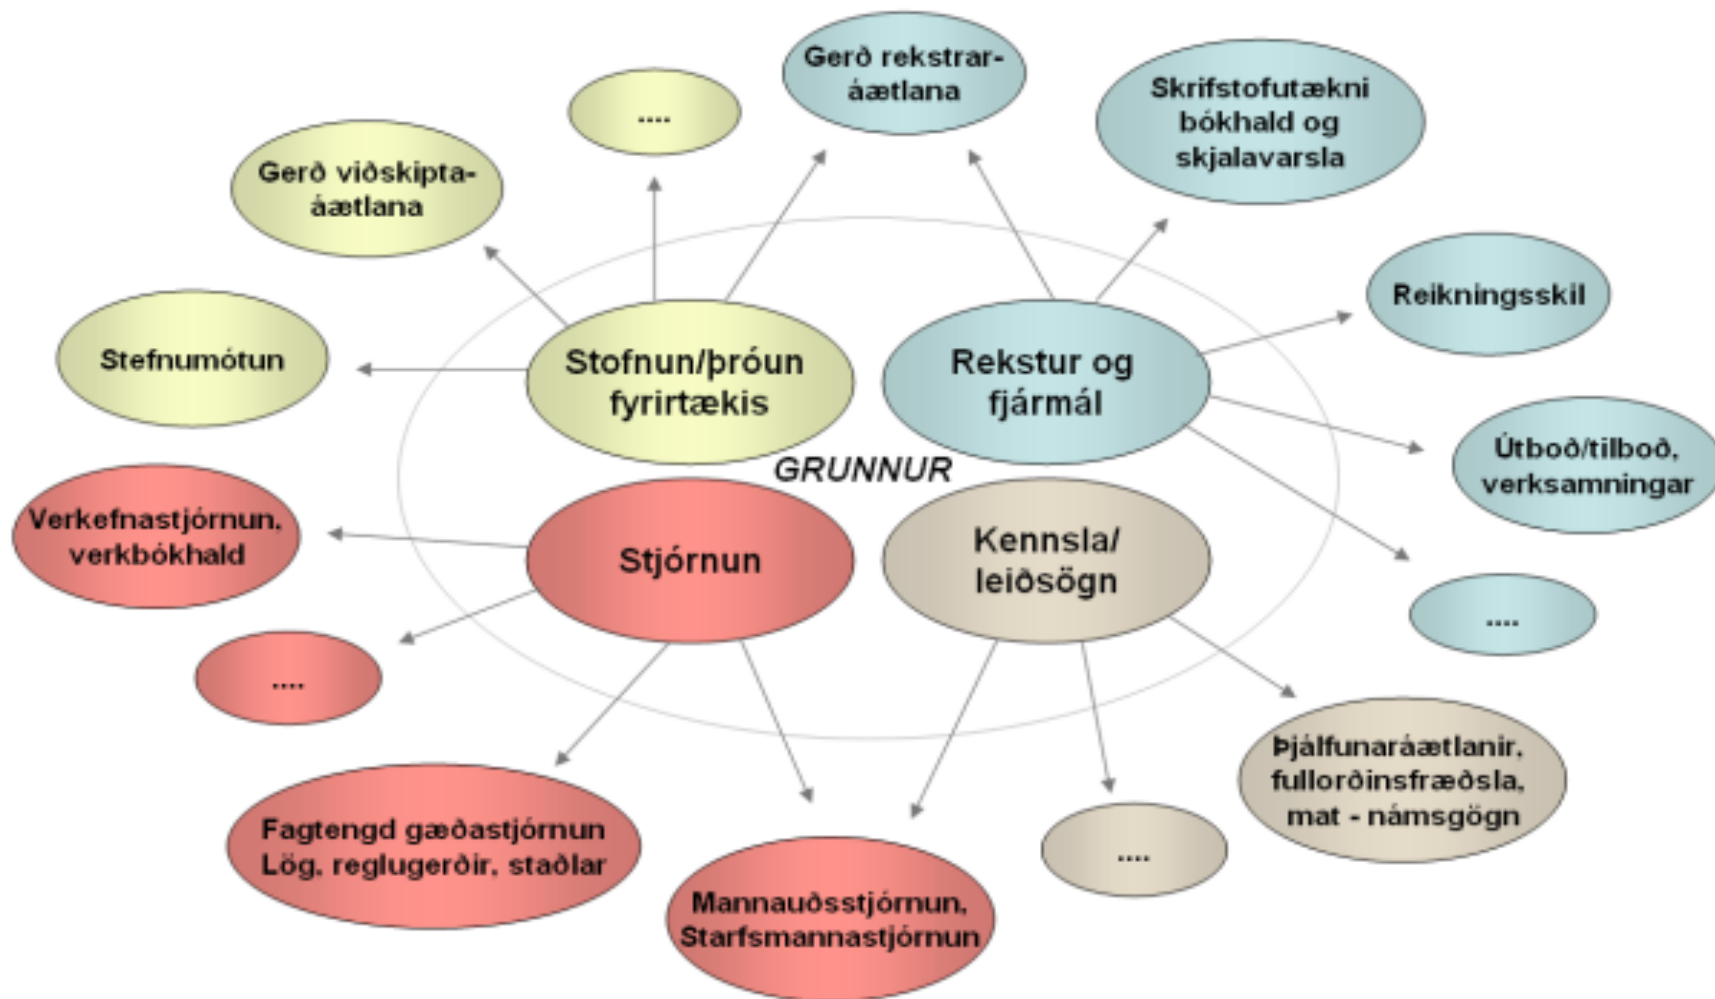 Gerð rekstrar-
áætlana
....
Skrifstofutækni
bókhald og
skjalavarsla
Gerð viðskipta-
áætlana
Reikningsskil
Stefnumótun
Stofnun/þróun
fyrirtækis
Rekstur og
fjármál
Útboð/tilboð,
verksamningar
GRUNNUR
Verkefnastjórnun,
verkbókhald
Stjórnun
Kennsla/
leiðsögn
....
....
Þjálfunaráætlanir,
fullorðinsfræðsla,
mat - námsgögn
Fagtengd gæðastjórnun
Lög, reglugerðir, staðlar
....
Mannauðsstjórnun,
Starfsmannastjórnun